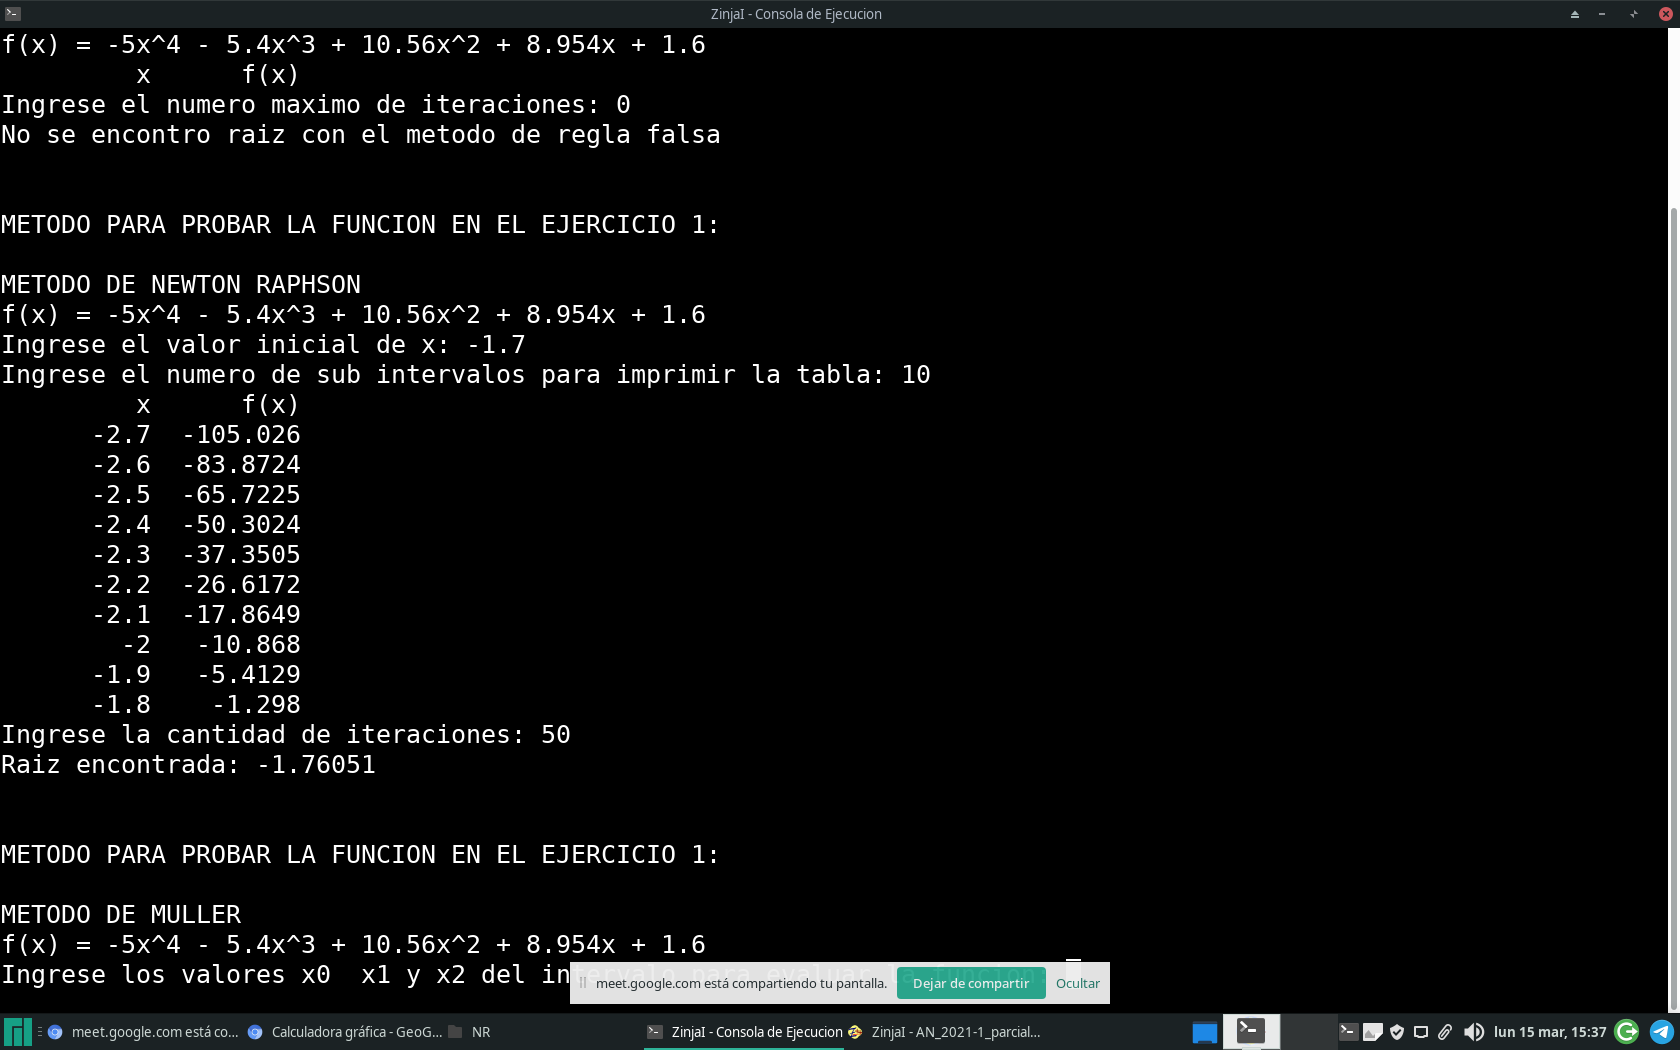 ZinjaI - Consola de Ejecucion
f(x) = -5x^4 - 5.4x^3 + 10.56x^2 + 8.954x + 1.6
x f(x)
Ingrese el numero maximo de iteraciones: 0
No se encontro raiz con el metodo de regla falsa
METODO PARA PROBAR LA FUNCION EN EL EJERCICIO 1:
METODO DE NEWTON RAPHSON
f(x) = -5x^4 - 5.4x^3 + 10.56x^2 + 8.954x + 1.6
Ingrese el valor inicial de x: -1.7
Ingrese el numero de sub intervalos para imprimir la tabla: 10
x f(x)
-2.7 -105.026
-2.6 -83.8724
-2.5 -65.7225
-2.4 -50.3024
-2.3 -37.3505
-2.2 -26.6172
-2.1 -17.8649
-2 -10.868
-1.9 -5.4129
-1.8 -1.298
Ingrese la cantidad de iteraciones: 50
Raiz encontrada: -1.76051
METODO PARA PROBAR LA FUNCION EN EL EJERCICIO 1:
METODO DE MULLER
f(x) = -5x^4 - 5.4x^3 + 10.56x^2 + 8.954x + 1.6
Ingrese los valores x0 x1 y x2 del intervalo para evaluar la funcion:
meet.google.com está compartiendo tu pantalla. Dejar de compartir Ocultar
meet.google.com está co... Calculadora gráfica - GeoG... NR ZinjaI - Consola de Ejecucion ZinjaI - AN_2021-1_parcial... lun 15 mar, 15:37